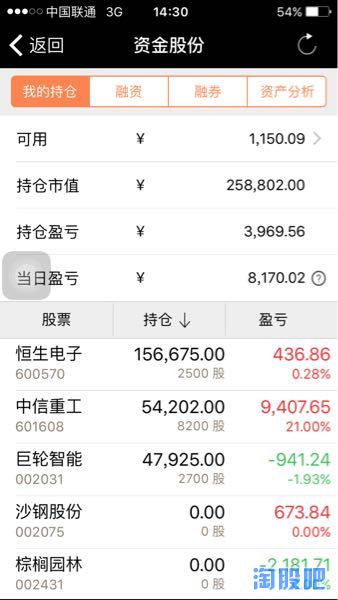 中国联通 3G 14:30 54%
返回 资金股份
我的持仓 融资 融券 资产分析
可用 ¥ 1,150.09
持仓市值 ¥ 258,802.00
持仓盈亏 ¥ 3,969.56
当日盈亏 ¥ 8,170.02 ?
股票 持仓↓ 盈亏
恒生电子 156,675.00 436.86
600570 2500 股 0.28%
中信重工 54,202.00 9,407.65
601608 8200 股 21.00%
巨轮智能 47,925.00 -941.24
002031 2700 股 -1.93%
沙钢股份 0.00 673.84
002075 0 股 0.00%
棕榈园林 0.00 -2,181.71
002431 0 股
淘股吧